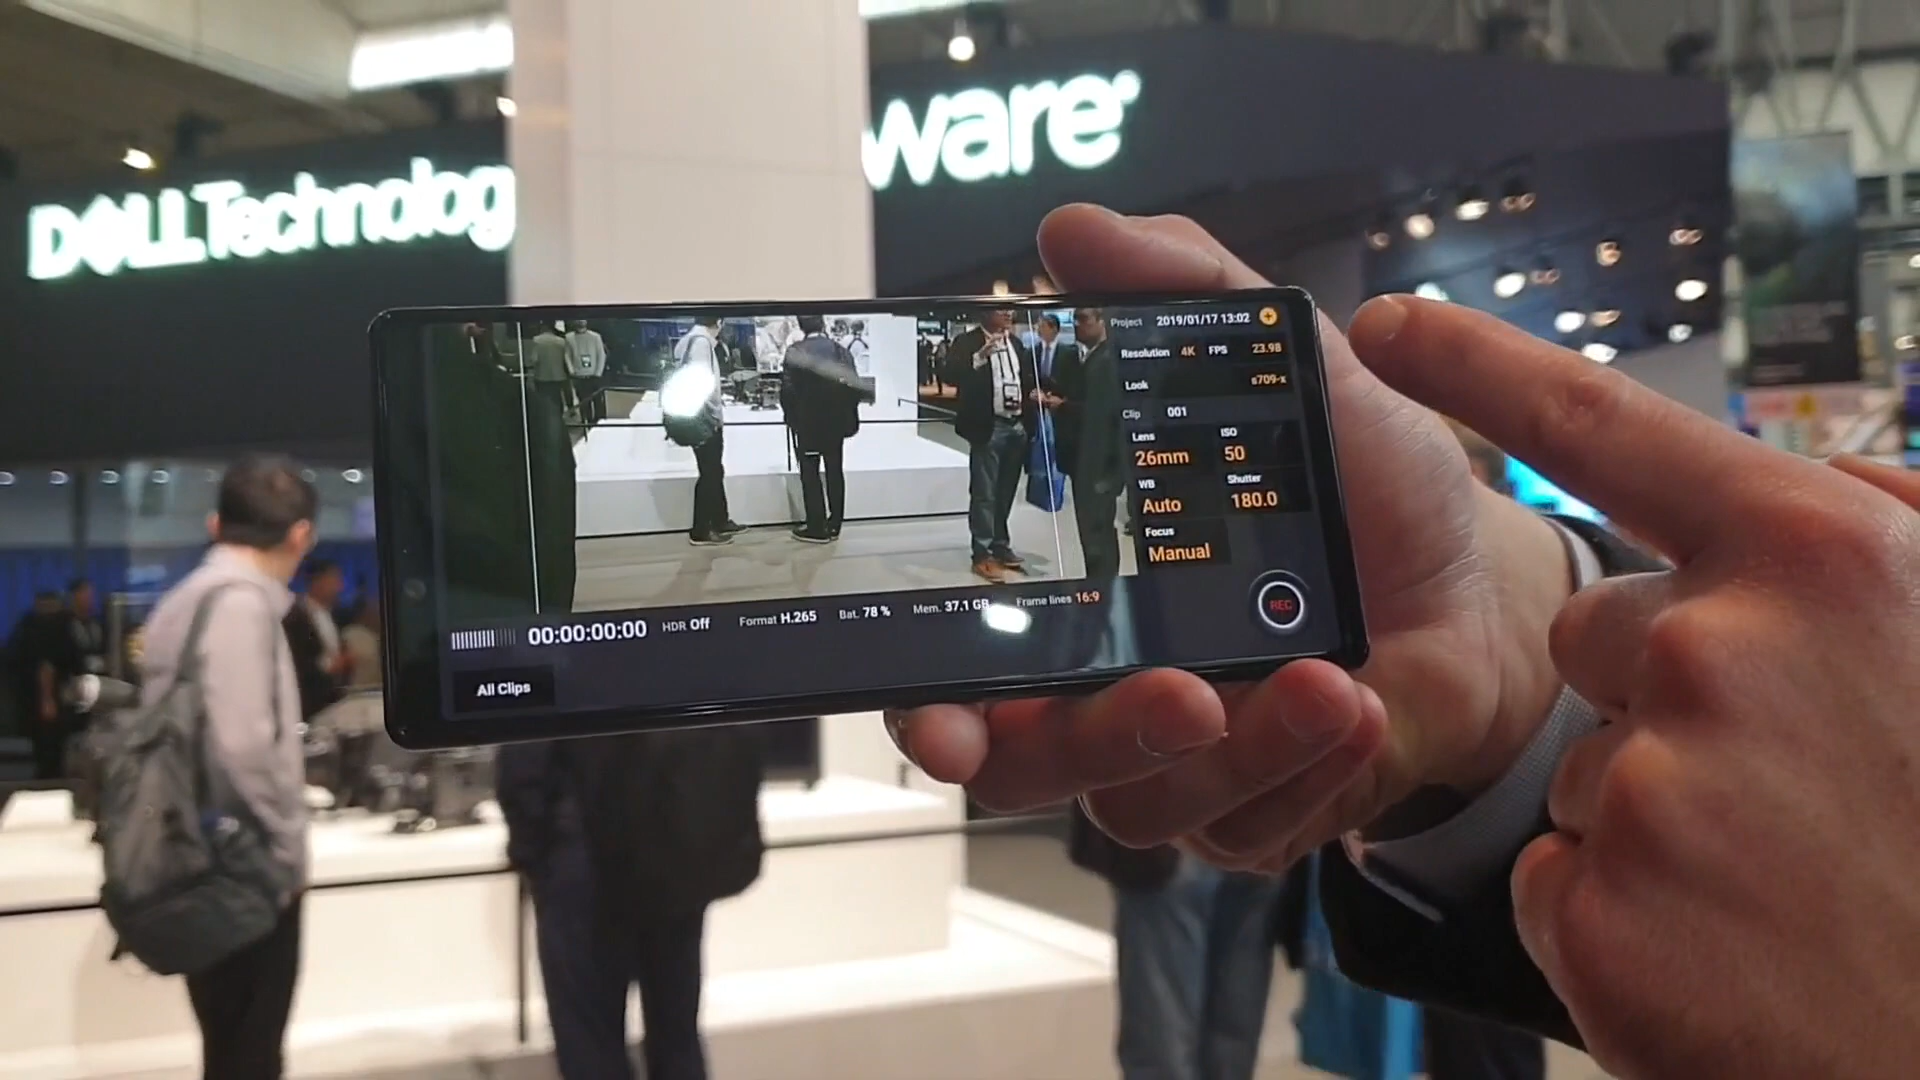 DELL Technolog
ware
Project 2019/01/17 13:02
Resolution 4K FPS 23.98
Look s709-x
Clip 001
Lens ISO
26mm 50
WB Shutter
Auto 180.0
Focus
Manual
REC
00:00:00:00 HDR Off Format H.265 Bat. 78 % Mem. 37.1 GB Frame lines 16:9
All Clips